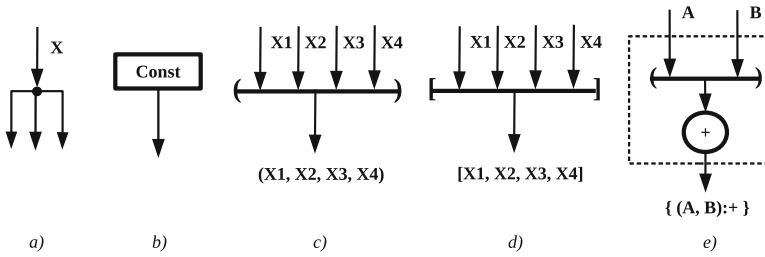 X
Const
X1 X2 X3 X4
( )
(X1, X2, X3, X4)
X1 X2 X3 X4
[ ]
[X1, X2, X3, X4]
A B
( )
+
{ (A, B):+ }
a) b) c) d) e)